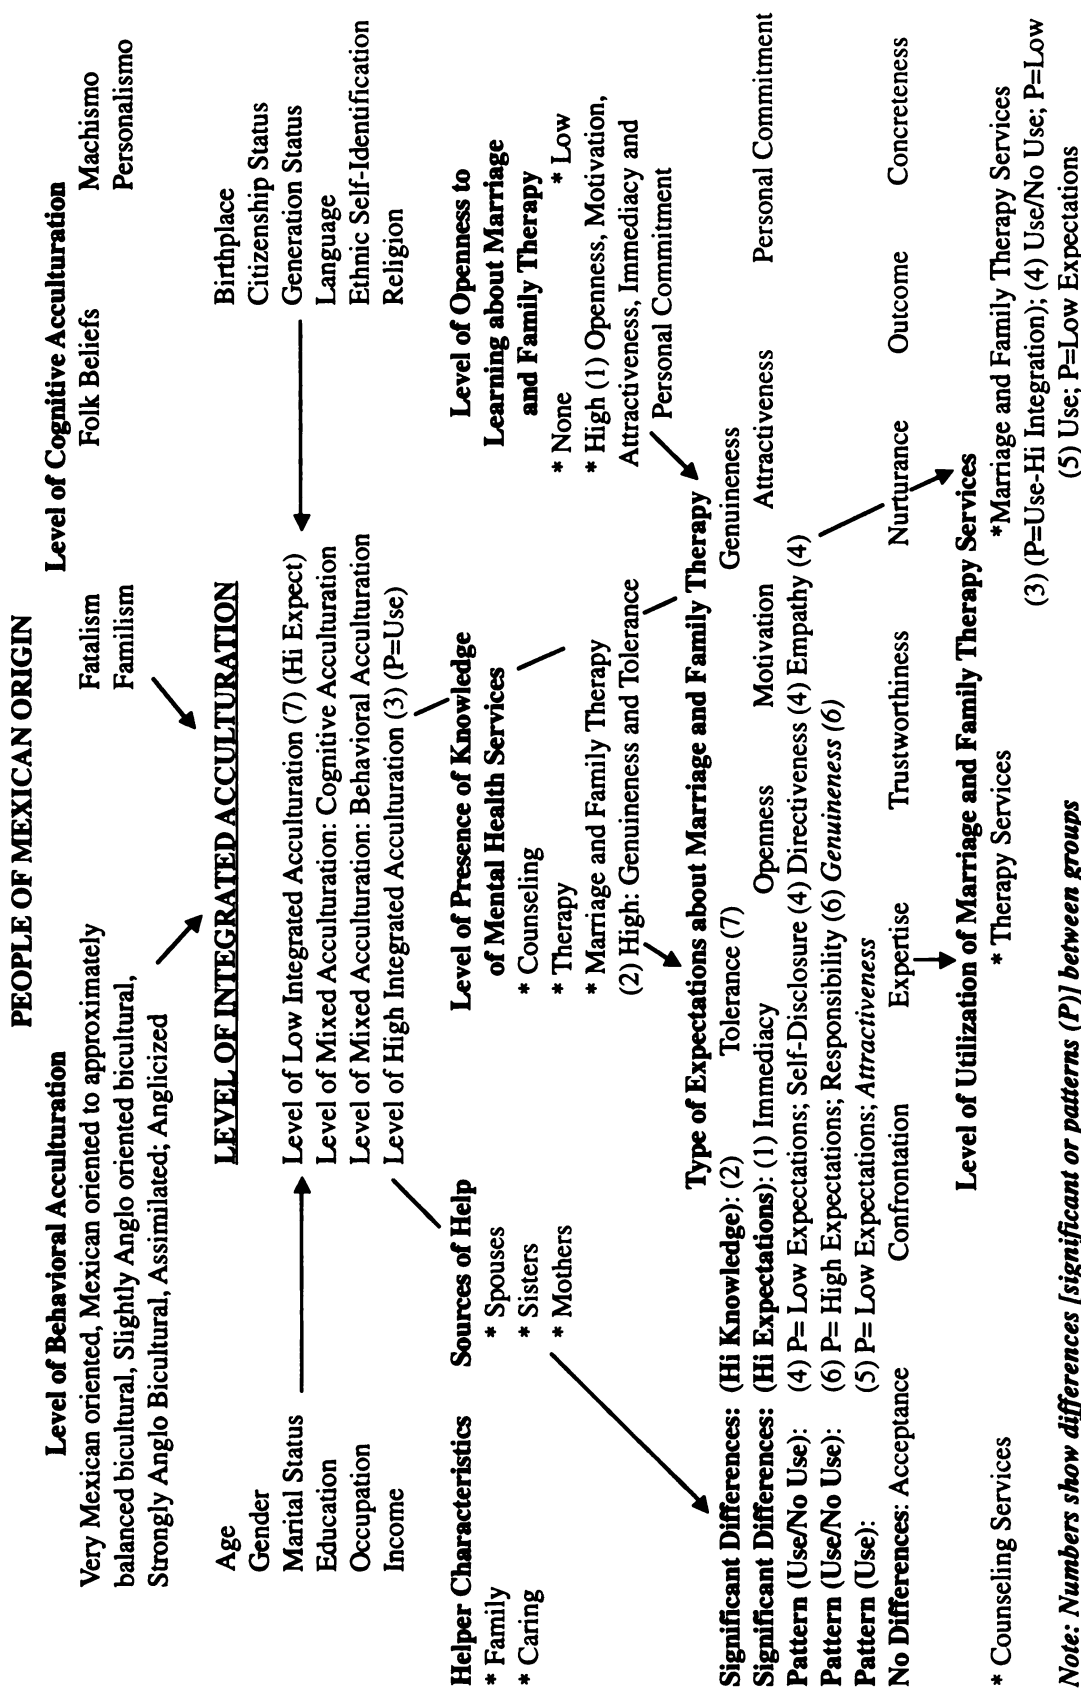 PEOPLE OF MEXICAN ORIGIN
Level of Behavioral Acculturation
Very Mexican oriented, Mexican oriented to approximately
balanced bicultural, Slightly Anglo oriented bicultural,
Strongly Anglo Bicultural, Assimilated; Anglicized
Level of Cognitive Acculturation
Fatalism Folk Beliefs Machismo
Familism Personalismo
LEVEL OF INTEGRATED ACCULTURATION
Age
Gender
Marital Status
Education
Occupation
Income
Level of Low Integrated Acculturation (7) (Hi Expect)
Level of Mixed Acculturation: Cognitive Acculturation
Level of Mixed Acculturation: Behavioral Acculturation
Level of High Integrated Acculturation (3) (P=Use)
Birthplace
Citizenship Status
Generation Status
Language
Ethnic Self-Identification
Religion
Helper Characteristics
* Family
* Caring
Sources of Help
* Spouses
* Sisters
* Mothers
Level of Presence of Knowledge
of Mental Health Services
* Counseling
* Therapy
* Marriage and Family Therapy
(2) High: Genuineness and Tolerance
Level of Openness to
Learning about Marriage
and Family Therapy
* None * Low
* High (1) Openness, Motivation,
Attractiveness, Immediacy and
Personal Commitment
Type of Expectations about Marriage and Family Therapy
Significant Differences: (Hi Knowledge): (2) Tolerance (7) Genuineness
Significant Differences: (Hi Expectations): (1) Immediacy Openness Motivation Attractiveness Personal Commitment
Pattern (Use/No Use): (4) P= Low Expectations; Self-Disclosure (4) Directiveness (4) Empathy (4)
Pattern (Use/No Use): (6) P= High Expectations; Responsibility (6) Genuineness (6)
Pattern (Use): (5) P= Low Expectations; Attractiveness
No Differences: Acceptance Confrontation Expertise Trustworthiness Nurturance Outcome Concreteness
Level of Utilization of Marriage and Family Therapy Services
* Counseling Services * Therapy Services *Marriage and Family Therapy Services
(3) (P=Use-Hi Integration); (4) Use/No Use; P=Low
(5) Use; P=Low Expectations
Note: Numbers show differences [significant or patterns (P)] between groups